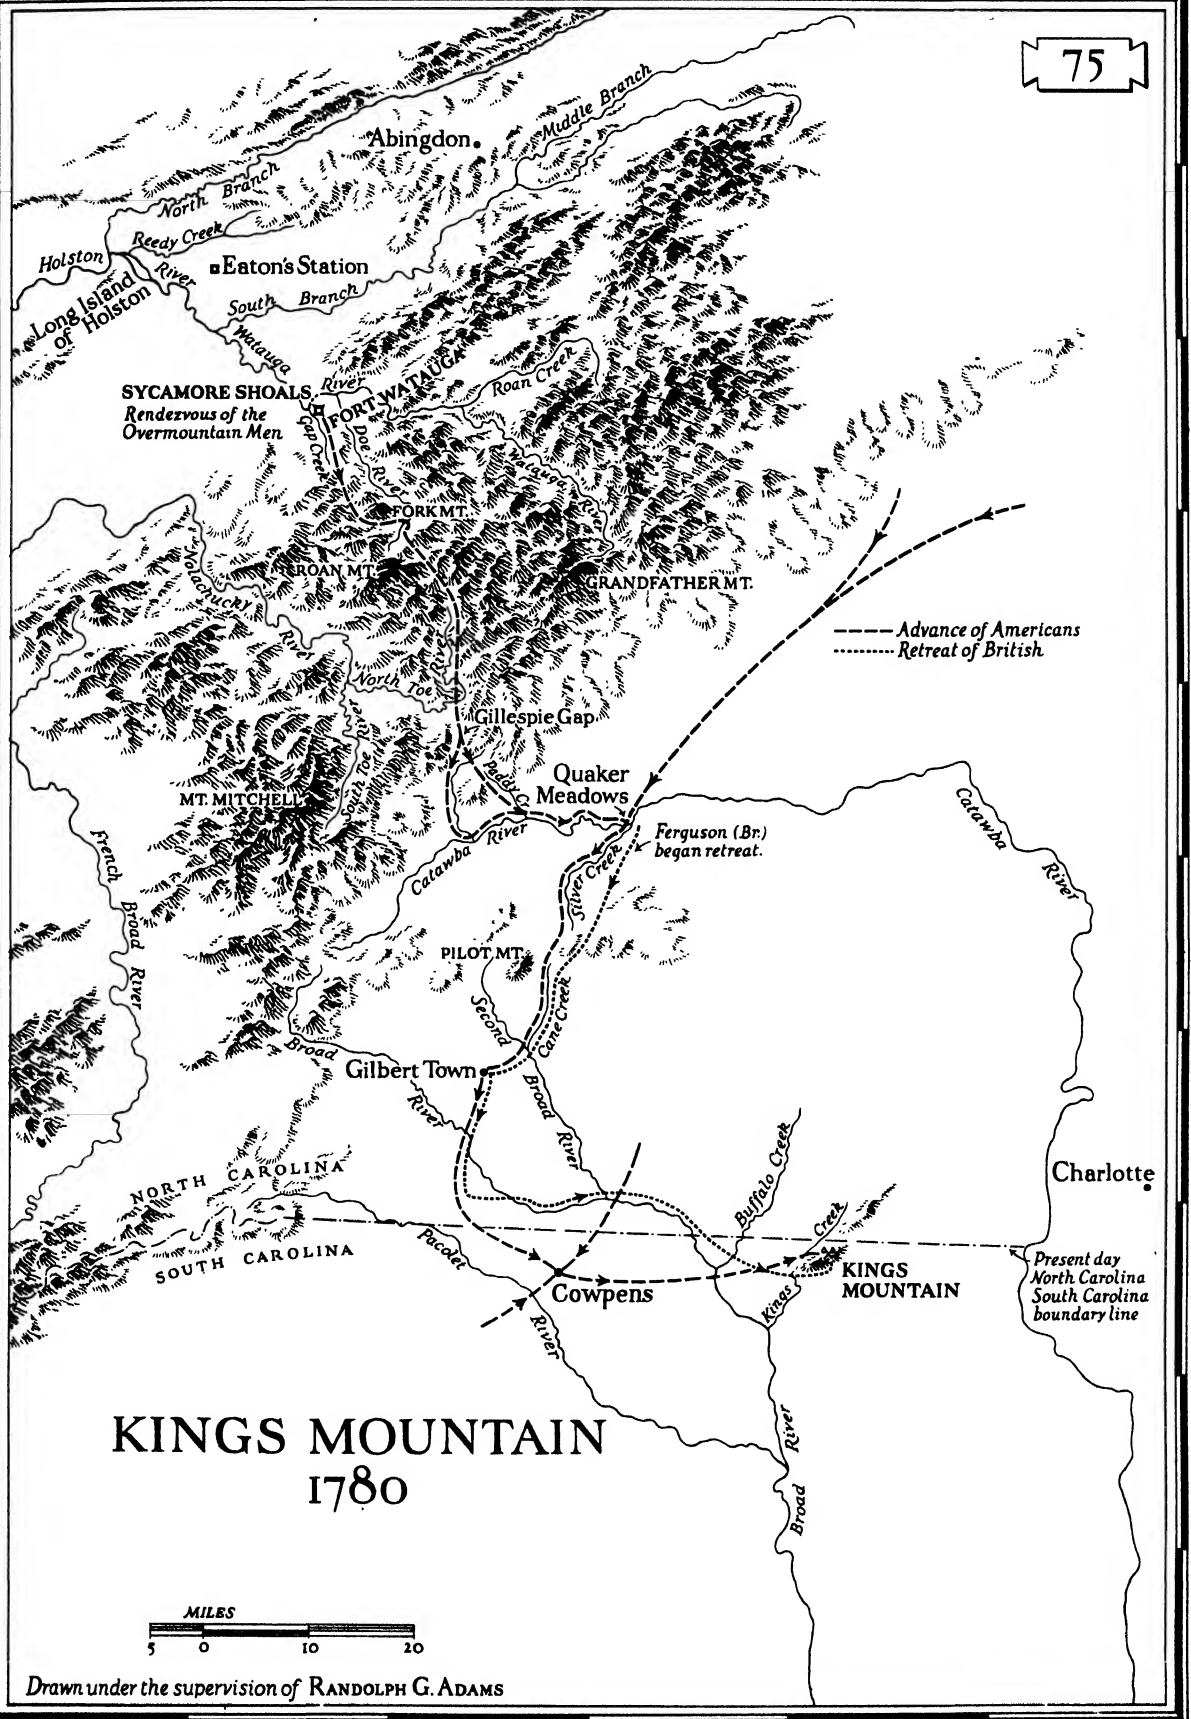 75
Middle Branch
Abingdon
North Branch
Reedy Creek
Holston River
Eaton's Station
Long Island
of Holston
South Branch
Watauga River
Roan Creek
SYCAMORE SHOALS
Rendezvous of the
Overmountain Men
FORT WATAUGA
Gap Creek
Doe River
Watauga River
FORK MT.
ROAN MT.
GRANDFATHER MT.
Nolachucky River
Advance of Americans
Retreat of British
North Toe River
Gillespie Gap
South Toe River
MT. MITCHELL
Paddy Cr.
Quaker
Meadows
Catawba River
Catawba River
Ferguson (Br.)
began retreat.
Silver Creek
French Broad River
PILOT MT.
Second Broad River
Cane Creek
Broad River
Gilbert Town
Buffalo Creek
Charlotte
NORTH CAROLINA
SOUTH CAROLINA
Pacolet River
Kings Creek
KINGS
MOUNTAIN
Present day
North Carolina
South Carolina
boundary line
Cowpens
Broad River
KINGS MOUNTAIN
1780
MILES
5 0 10 20
Drawn under the supervision of RANDOLPH G. ADAMS